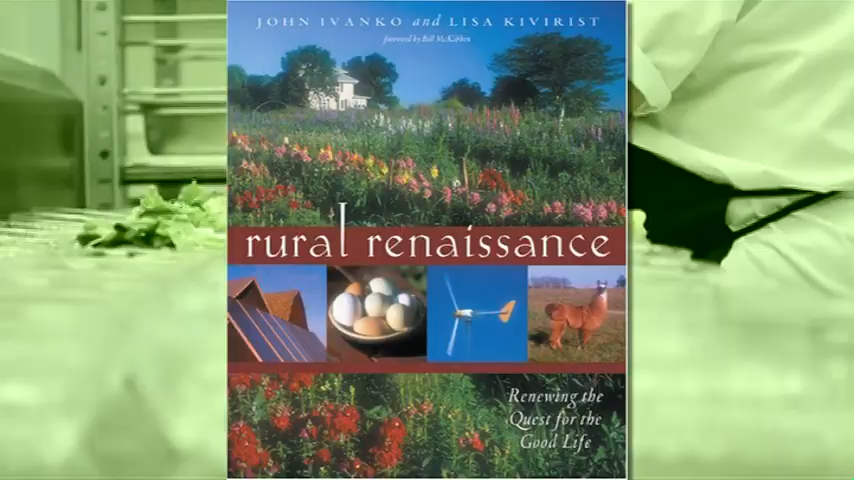 JOHN IVANKO and LISA KIVIRIST
foreword by Bill McKibben
rural renaissance
Renewing the
Quest for the
Good Life